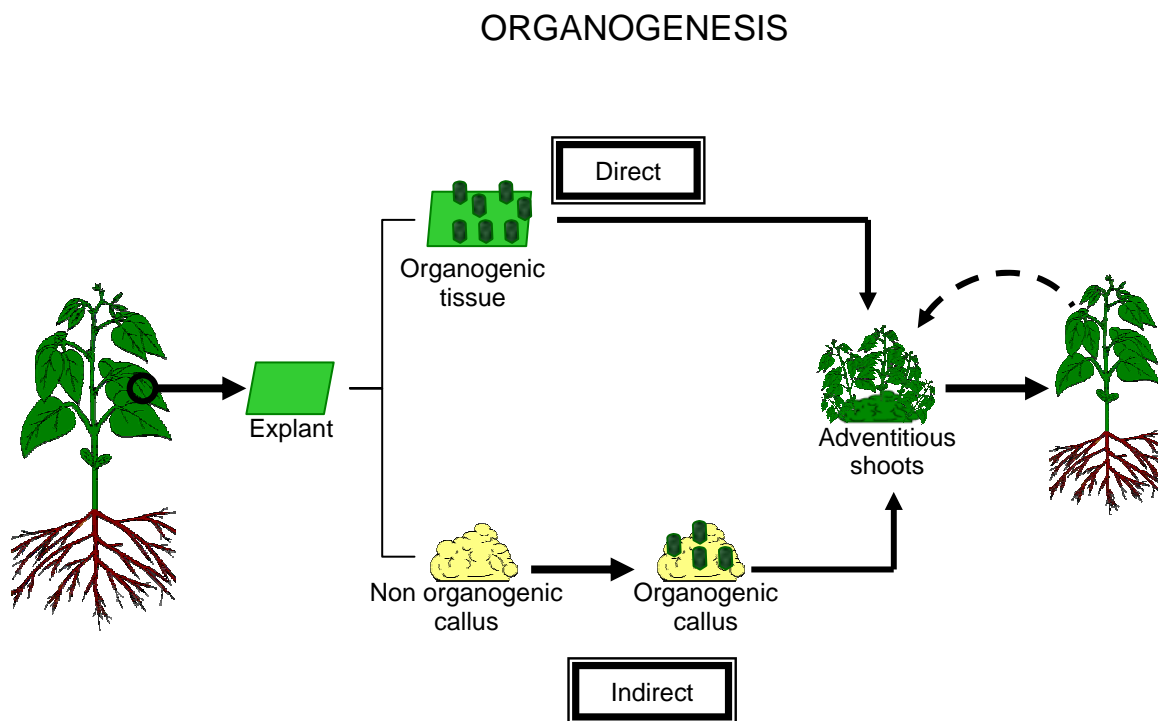 ORGANOGENESIS
Direct
Organogenic
tissue
Explant
Adventitious
shoots
Non organogenic
callus
Organogenic
callus
Indirect